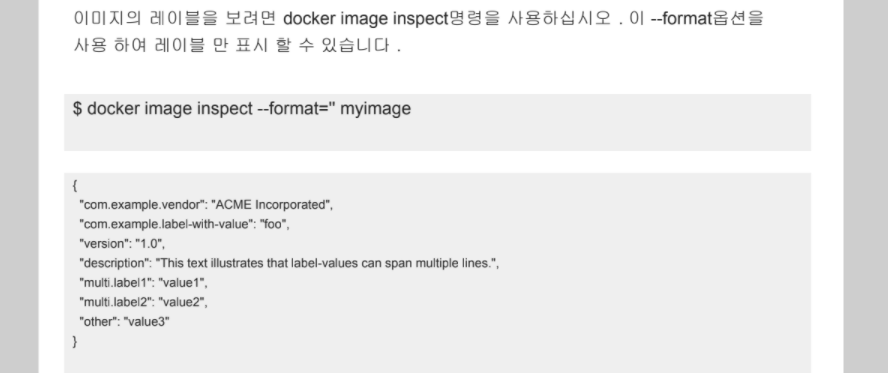 이미지의 레이블을 보려면 docker image inspect명령을 사용하십시오 . 이 --format옵션을
사용 하여 레이블 만 표시 할 수 있습니다 .
$ docker image inspect --format='' myimage
{
"com.example.vendor": "ACME Incorporated",
"com.example.label-with-value": "foo",
"version": "1.0",
"description": "This text illustrates that label-values can span multiple lines.",
"multi.label1": "value1",
"multi.label2": "value2",
"other": "value3"
}